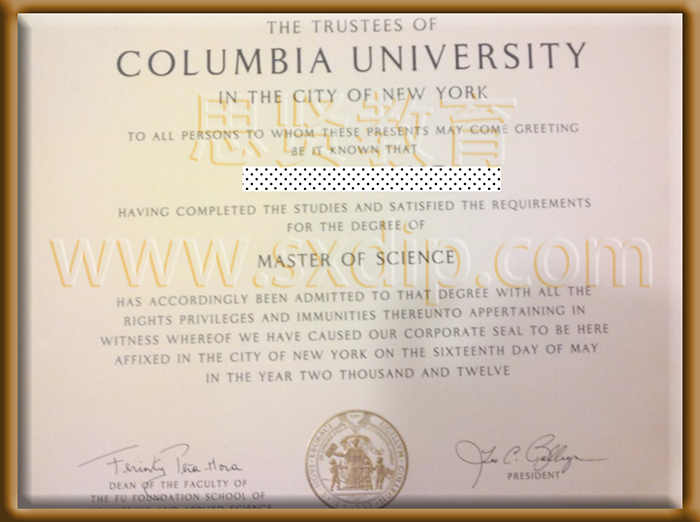 THE TRUSTEES OF
COLUMBIA UNIVERSITY
IN THE CITY OF NEW YORK
思贤教育
TO ALL PERSONS TO WHOM THESE PRESENTS MAY COME GREETING
BE IT KNOWN THAT
HAVING COMPLETED THE STUDIES AND SATISFIED THE REQUIREMENTS
FOR THE DEGREE OF
www.sxdip.com
MASTER OF SCIENCE
HAS ACCORDINGLY BEEN ADMITTED TO THAT DEGREE WITH ALL THE
RIGHTS PRIVILEGES AND IMMUNITIES THEREUNTO APPERTAINING IN
WITNESS WHEREOF WE HAVE CAUSED OUR CORPORATE SEAL TO BE HERE
AFFIXED IN THE CITY OF NEW YORK ON THE SIXTEENTH DAY OF MAY
IN THE YEAR TWO THOUSAND AND TWELVE
DEAN OF THE FACULTY OF
THE FU FOUNDATION SCHOOL OF
PRESIDENT